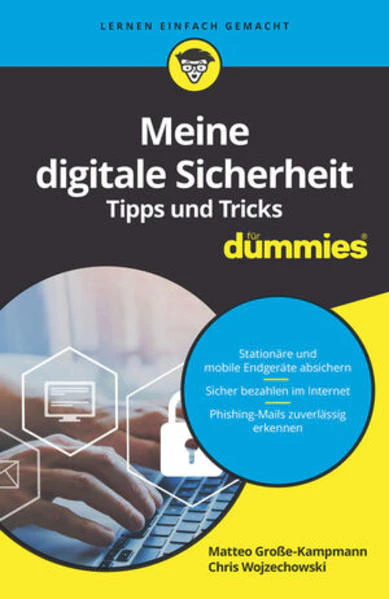 LERNEN EINFACH GEMACHT
Meine
digitale Sicherheit
Tipps und Tricks
für
dummies®
Stationäre und
mobile Endgeräte absichern
Sicher bezahlen im Internet
Phishing-Mails zuverlässig
erkennen
Matteo Große-Kampmann
Chris Wojzechowski